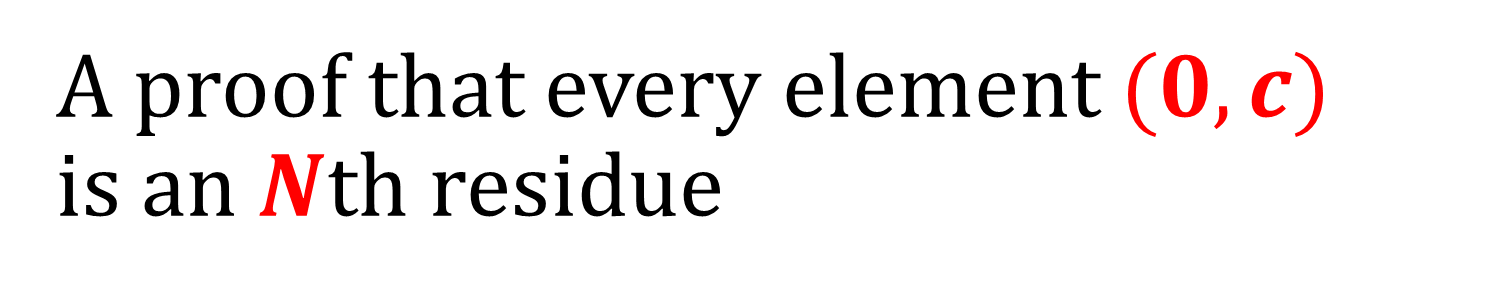 A proof that every element (0, c)
is an Nth residue